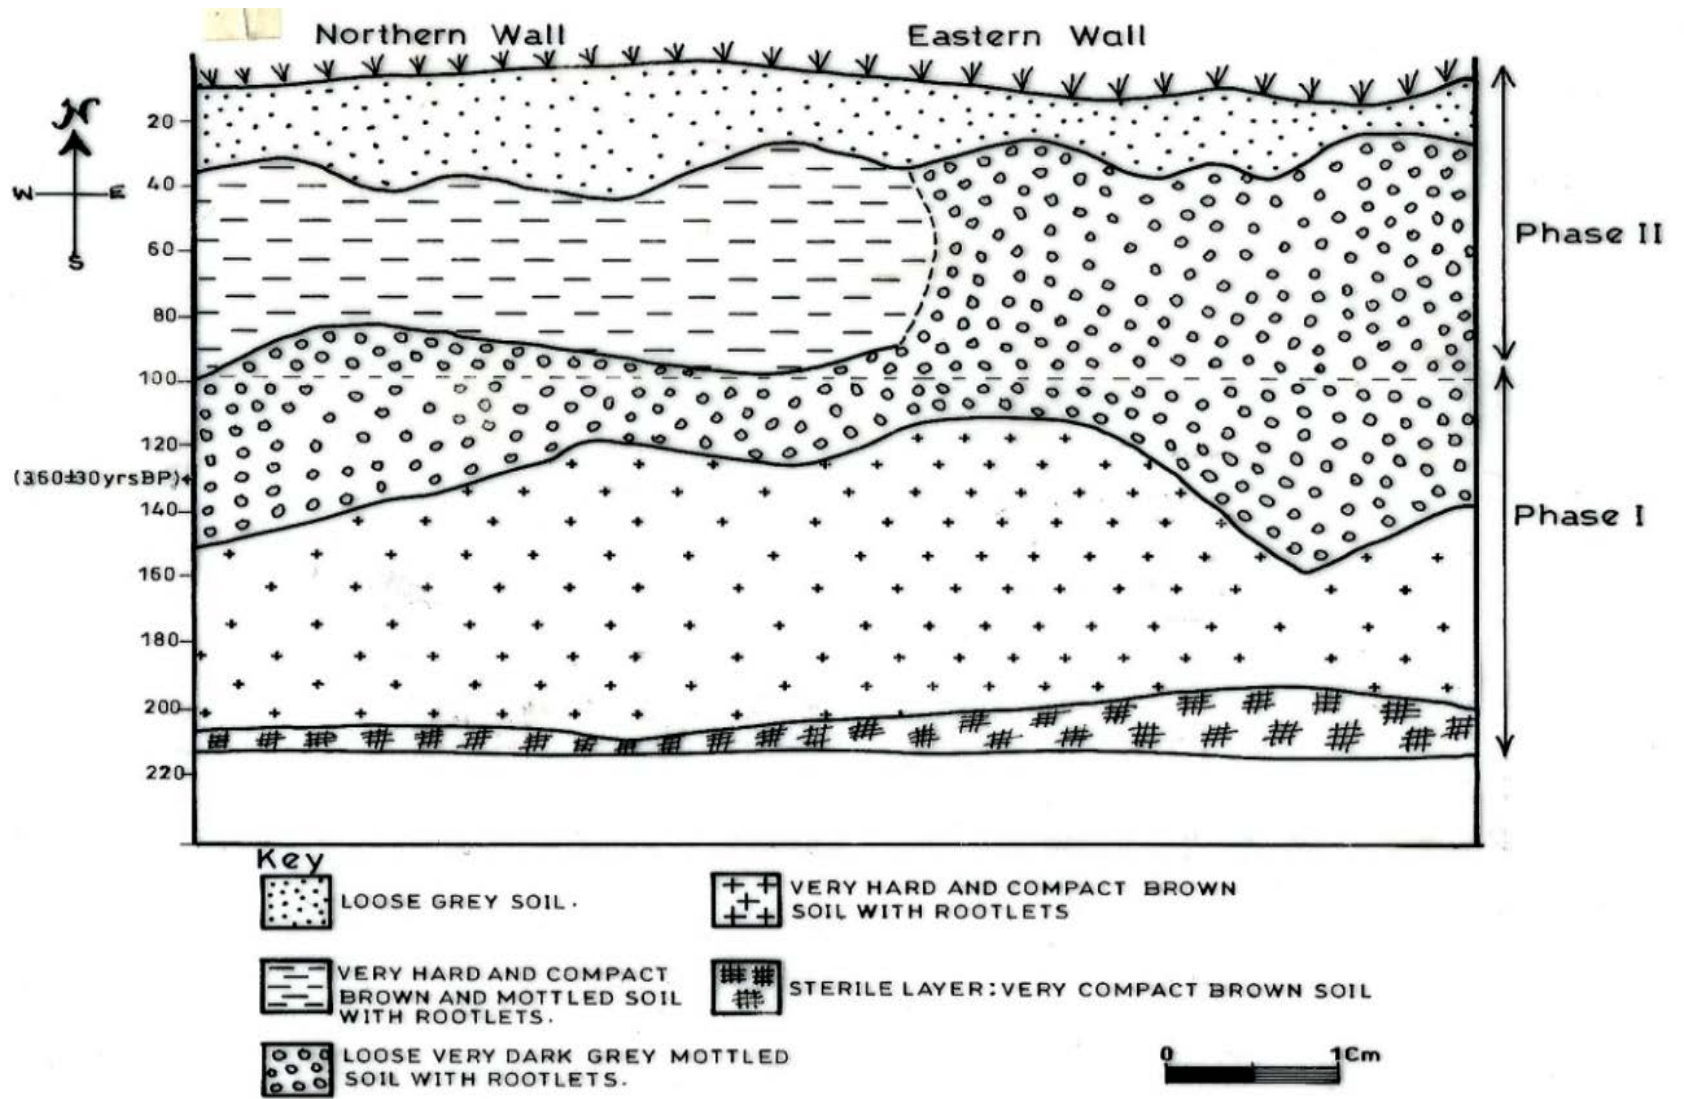 Northern Wall
Eastern Wall
N
W
E
S
20
40
60
80
100
120
(360±30yrsBP)
140
160
180
200
220
Phase II
Phase I
Key
LOOSE GREY SOIL.
VERY HARD AND COMPACT
BROWN AND MOTTLED SOIL
WITH ROOTLETS.
LOOSE VERY DARK GREY MOTTLED
SOIL WITH ROOTLETS.
VERY HARD AND COMPACT BROWN
SOIL WITH ROOTLETS
STERILE LAYER: VERY COMPACT BROWN SOIL
0
1Cm